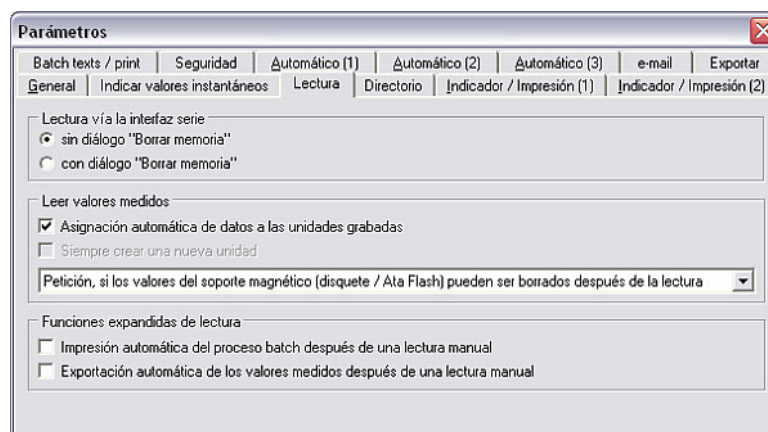 Parámetros
Batch texts / print Seguridad Automático (1) Automático (2) Automático (3) e-mail Exportar
General Indicar valores instantáneos Lectura Directorio Indicador / Impresión (1) Indicador / Impresión (2)
Lectura vía la interfaz serie
sin diálogo "Borrar memoria"
con diálogo "Borrar memoria"
Leer valores medidos
Asignación automática de datos a las unidades grabadas
Siempre crear una nueva unidad
Petición, si los valores del soporte magnético (disquete / Ata Flash) pueden ser borrados después de la lectura
Funciones expandidas de lectura
Impresión automática del proceso batch después de una lectura manual
Exportación automática de los valores medidos después de una lectura manual